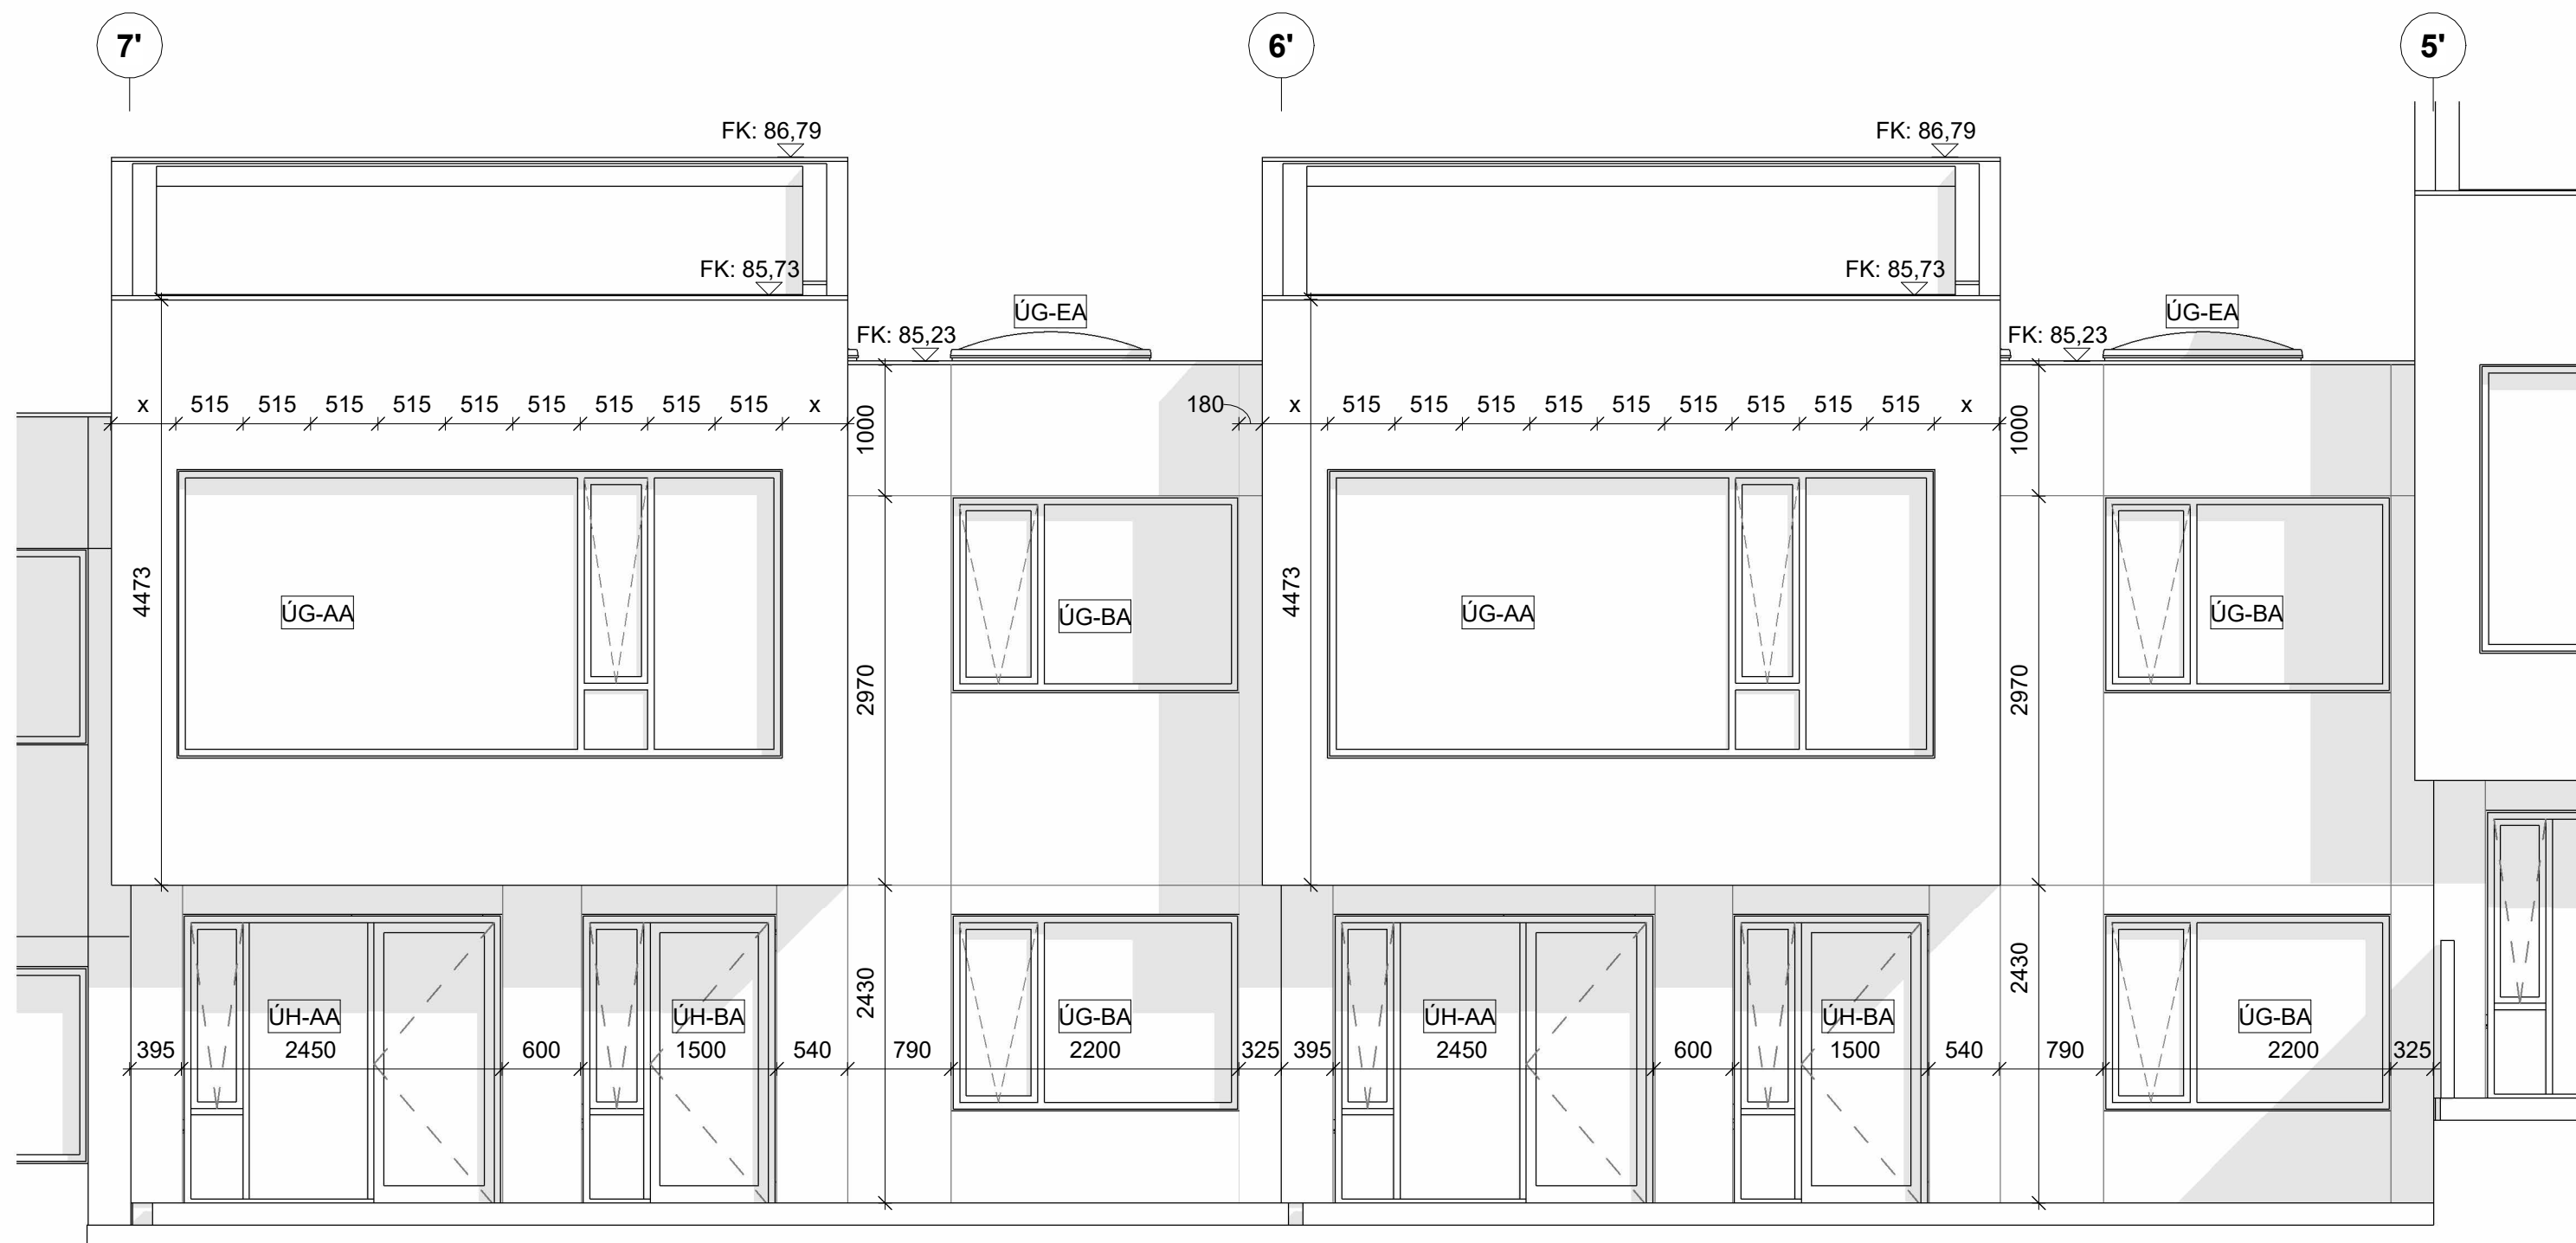 7' 6' 5'
FK: 86,79 FK: 86,79
FK: 85,73 FK: 85,73
ÚG-EA ÚG-EA
FK: 85,23 FK: 85,23
x 515 515 515 515 515 515 515 515 515 x 180 x 515 515 515 515 515 515 515 515 515 x
1000 1000
4473 4473
ÚG-AA ÚG-BA ÚG-AA ÚG-BA
2970 2970
2430 2430
ÚH-AA ÚH-BA ÚG-BA ÚH-AA ÚH-BA ÚG-BA
395 2450 600 1500 540 790 2200 325 395 2450 600 1500 540 790 2200 325